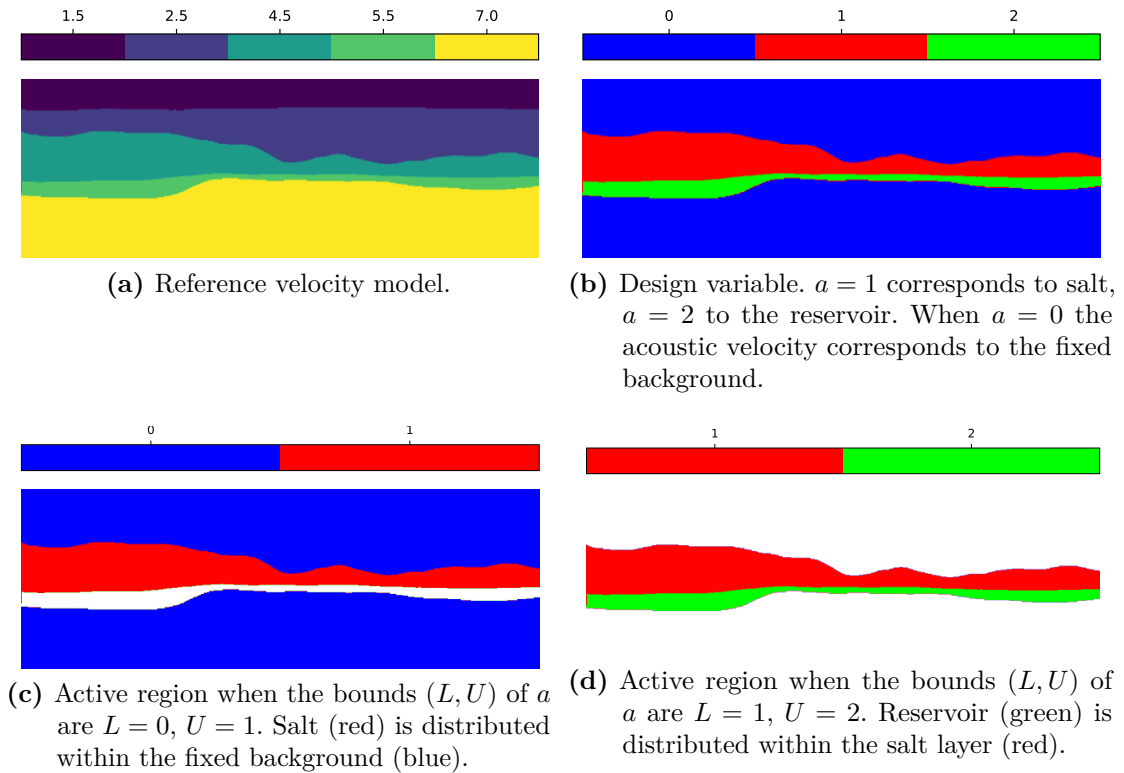 1.5 2.5 4.5 5.5 7.0
(a) Reference velocity model.
0 1 2
(b) Design variable. a = 1 corresponds to salt,
a = 2 to the reservoir. When a = 0 the
acoustic velocity corresponds to the fixed
background.
0 1
(c) Active region when the bounds (L, U) of a
are L = 0, U = 1. Salt (red) is distributed
within the fixed background (blue).
1 2
(d) Active region when the bounds (L, U) of
a are L = 1, U = 2. Reservoir (green) is
distributed within the salt layer (red).